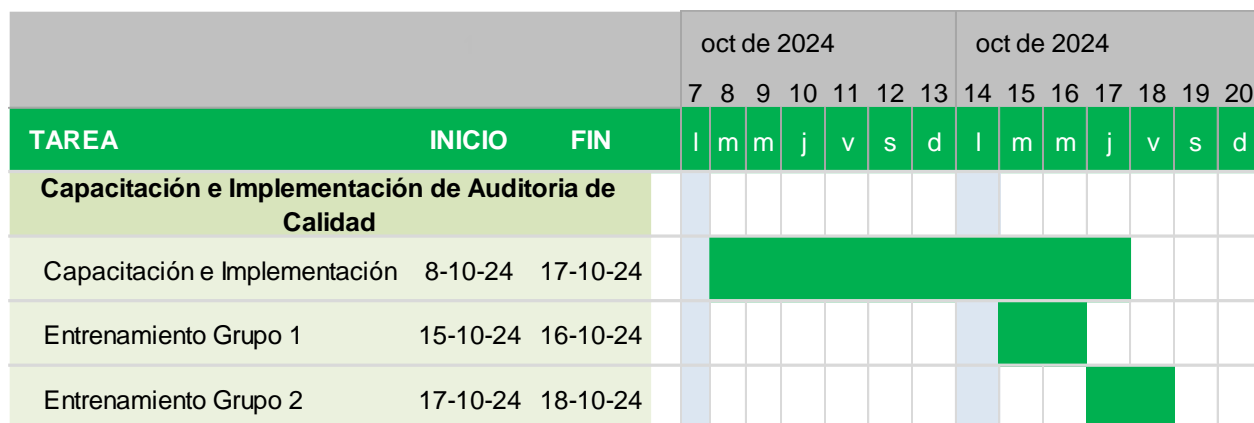 oct de 2024 oct de 2024
7 8 9 10 11 12 13 14 15 16 17 18 19 20
TAREA INICIO FIN l m m j v s d l m m j v s d
Capacitación e Implementación de Auditoria de
Calidad
Capacitación e Implementación 8-10-24 17-10-24
Entrenamiento Grupo 1 15-10-24 16-10-24
Entrenamiento Grupo 2 17-10-24 18-10-24